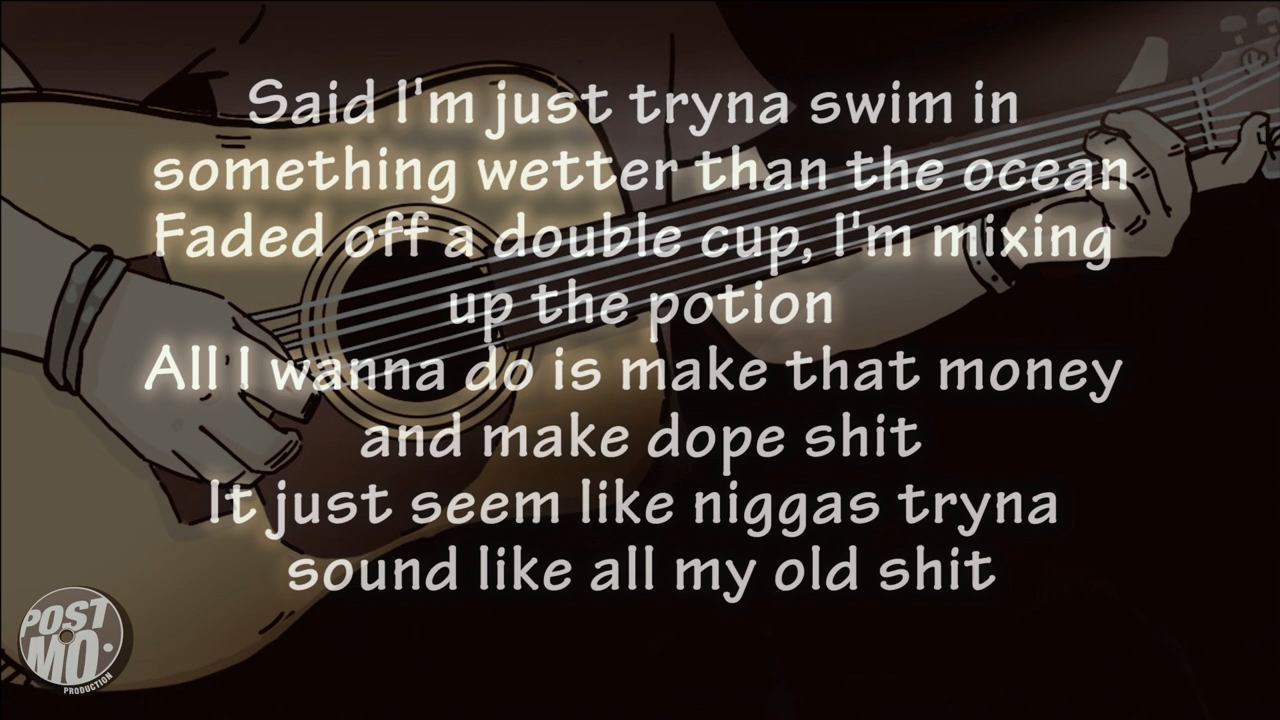 Said I'm just tryna swim in
something wetter than the ocean
Faded off a double cup, I'm mixing
up the potion
All I wanna do is make that money
and make dope shit
It just seem like niggas tryna
sound like all my old shit
POST
MO.
PRODUCTION